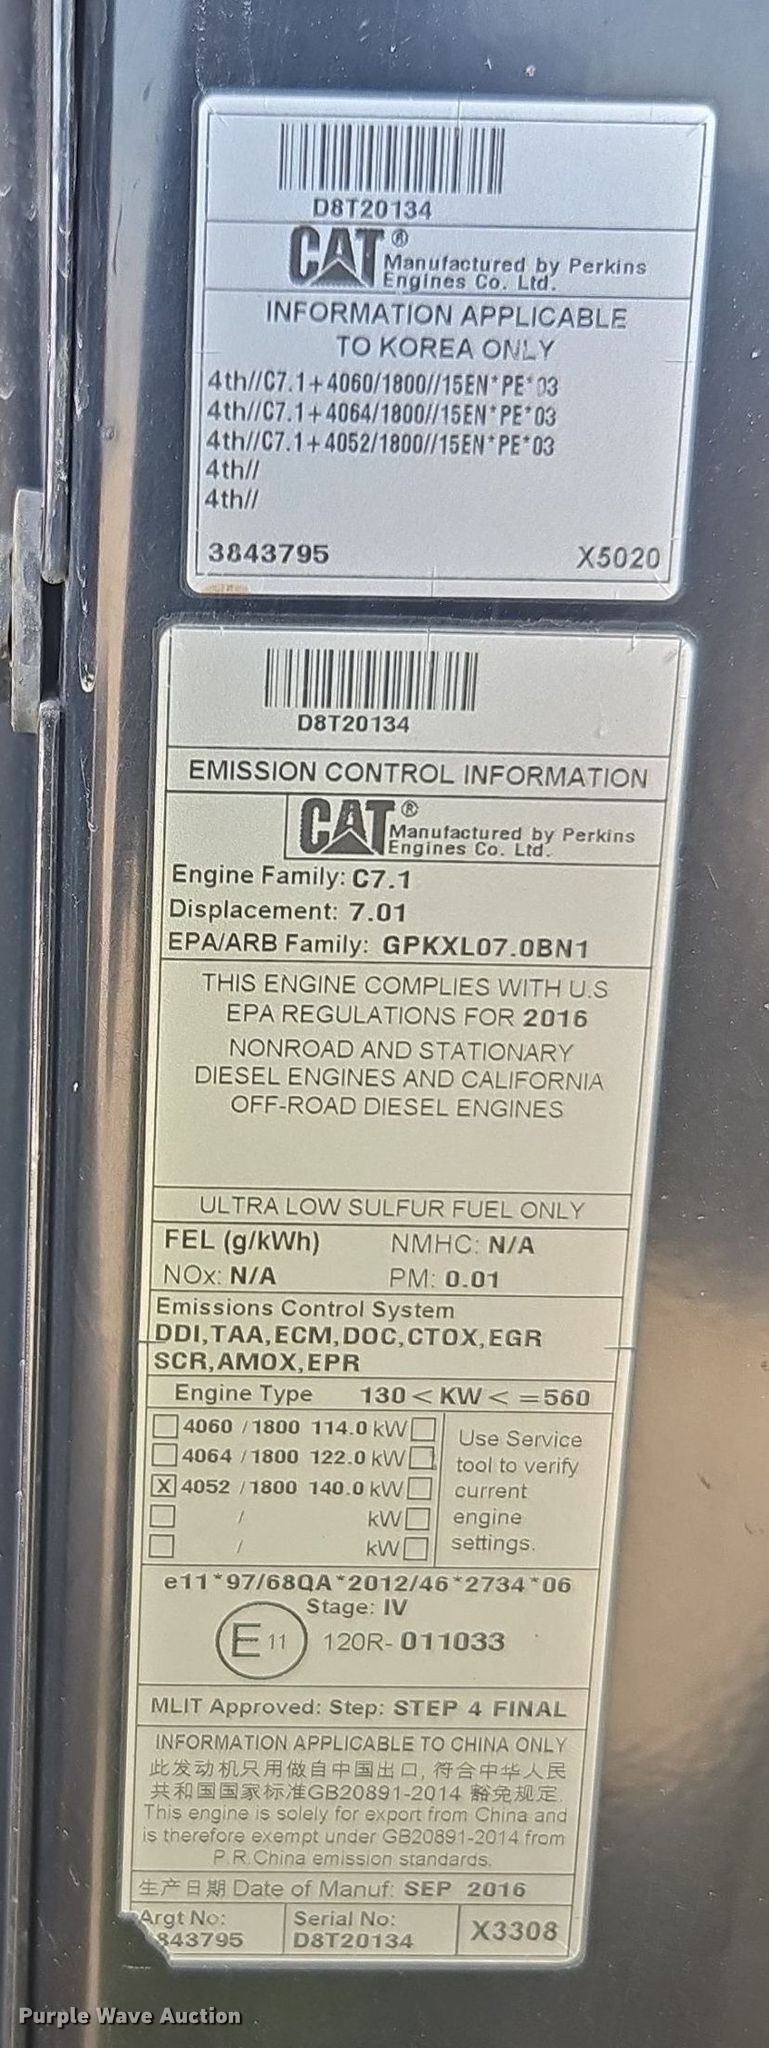 D8T20134
CAT® Manufactured by Perkins
Engines Co. Ltd.
INFORMATION APPLICABLE
TO KOREA ONLY
4th//C7.1+4060/1800//15EN*PE*03
4th//C7.1+4064/1800//15EN*PE*03
4th//C7.1+4052/1800//15EN*PE*03
4th//
4th//
3843795 X5020
D8T20134
EMISSION CONTROL INFORMATION
CAT® Manufactured by Perkins
Engines Co. Ltd.
Engine Family: C7.1
Displacement: 7.01
EPA/ARB Family: GPKXL07.0BN1
THIS ENGINE COMPLIES WITH U.S
EPA REGULATIONS FOR 2016
NONROAD AND STATIONARY
DIESEL ENGINES AND CALIFORNIA
OFF-ROAD DIESEL ENGINES
ULTRA LOW SULFUR FUEL ONLY
FEL (g/kWh) NMHC: N/A
NOx: N/A PM: 0.01
Emissions Control System
DDI,TAA,ECM,DOC,CTOX,EGR
SCR,AMOX,EPR
Engine Type 130<KW<=560
4060 /1800 114.0 kW
4064 /1800 122.0 kW
X 4052 /1800 140.0 kW
/ kW
/ kW
Use Service
tool to verify
current
engine
settings.
e11*97/68QA*2012/46*2734*06
Stage: IV
E 11 120R- 011033
MLIT Approved: Step: STEP 4 FINAL
INFORMATION APPLICABLE TO CHINA ONLY
此发动机只用做自中国出口, 符合中华人民
共和国国家标准GB20891-2014 豁免规定.
This engine is solely for export from China and
is therefore exempt under GB20891-2014 from
P.R.China emission standards.
生产日期 Date of Manuf: SEP 2016
Argt No:
843795
Serial No:
D8T20134
X3308
Purple Wave Auction